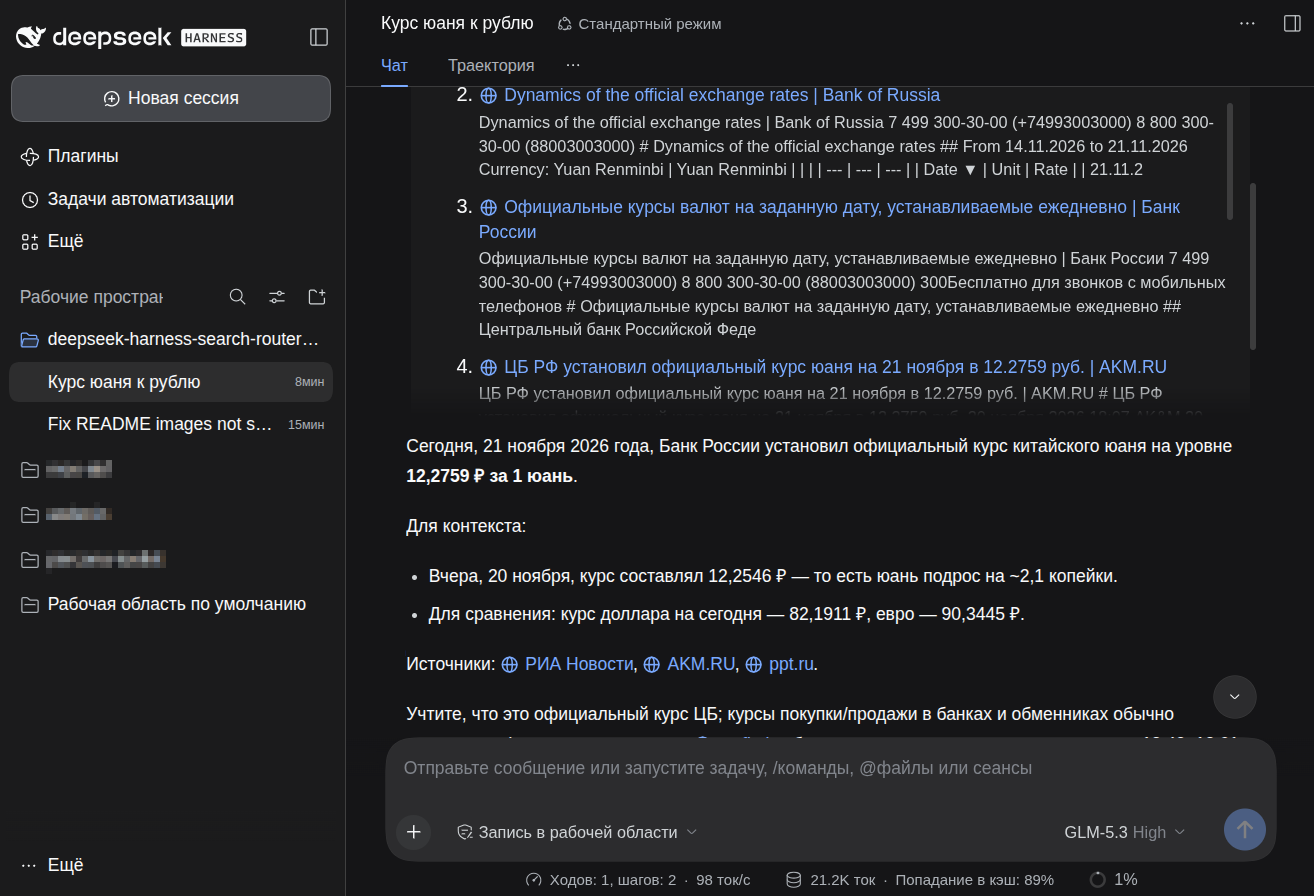 deepseek HARNESS
Новая сессия
Плагины
Задачи автоматизации
Ещё
Рабочие простран
deepseek-harness-search-router…
Курс юаня к рублю 8мин
Fix README images not s… 15мин
Рабочая область по умолчанию
··· Ещё
Курс юаня к рублю Стандартный режим ···
Чат Траектория ···
2. Dynamics of the official exchange rates | Bank of Russia
Dynamics of the official exchange rates | Bank of Russia 7 499 300-30-00 (+74993003000) 8 800 300-
30-00 (88003003000) # Dynamics of the official exchange rates ## From 14.11.2026 to 21.11.2026
Currency: Yuan Renminbi | Yuan Renminbi | | | | --- | --- | --- | | Date ▼ | Unit | Rate | | 21.11.2
3. Официальные курсы валют на заданную дату, устанавливаемые ежедневно | Банк
России
Официальные курсы валют на заданную дату, устанавливаемые ежедневно | Банк России 7 499
300-30-00 (+74993003000) 8 800 300-30-00 (88003003000) 300Бесплатно для звонков с мобильных
телефонов # Официальные курсы валют на заданную дату, устанавливаемые ежедневно ##
Центральный банк Российской Феде
4. ЦБ РФ установил официальный курс юаня на 21 ноября в 12.2759 руб. | AKM.RU
ЦБ РФ установил официальный курс юаня на 21 ноября в 12.2759 руб. | AKM.RU # ЦБ РФ
Сегодня, 21 ноября 2026 года, Банк России установил официальный курс китайского юаня на уровне
12,2759 ₽ за 1 юань.
Для контекста:
• Вчера, 20 ноября, курс составлял 12,2546 ₽ — то есть юань подрос на ~2,1 копейки.
• Для сравнения: курс доллара на сегодня — 82,1911 ₽, евро — 90,3445 ₽.
Источники: РИА Новости, AKM.RU, ppt.ru.
Учтите, что это официальный курс ЦБ; курсы покупки/продажи в банках и обменниках обычно
Отправьте сообщение или запустите задачу, /команды, @файлы или сеансы
Запись в рабочей области GLM-5.3 High
Ходов: 1, шагов: 2 · 98 ток/с 21.2K ток · Попадание в кэш: 89% 1%